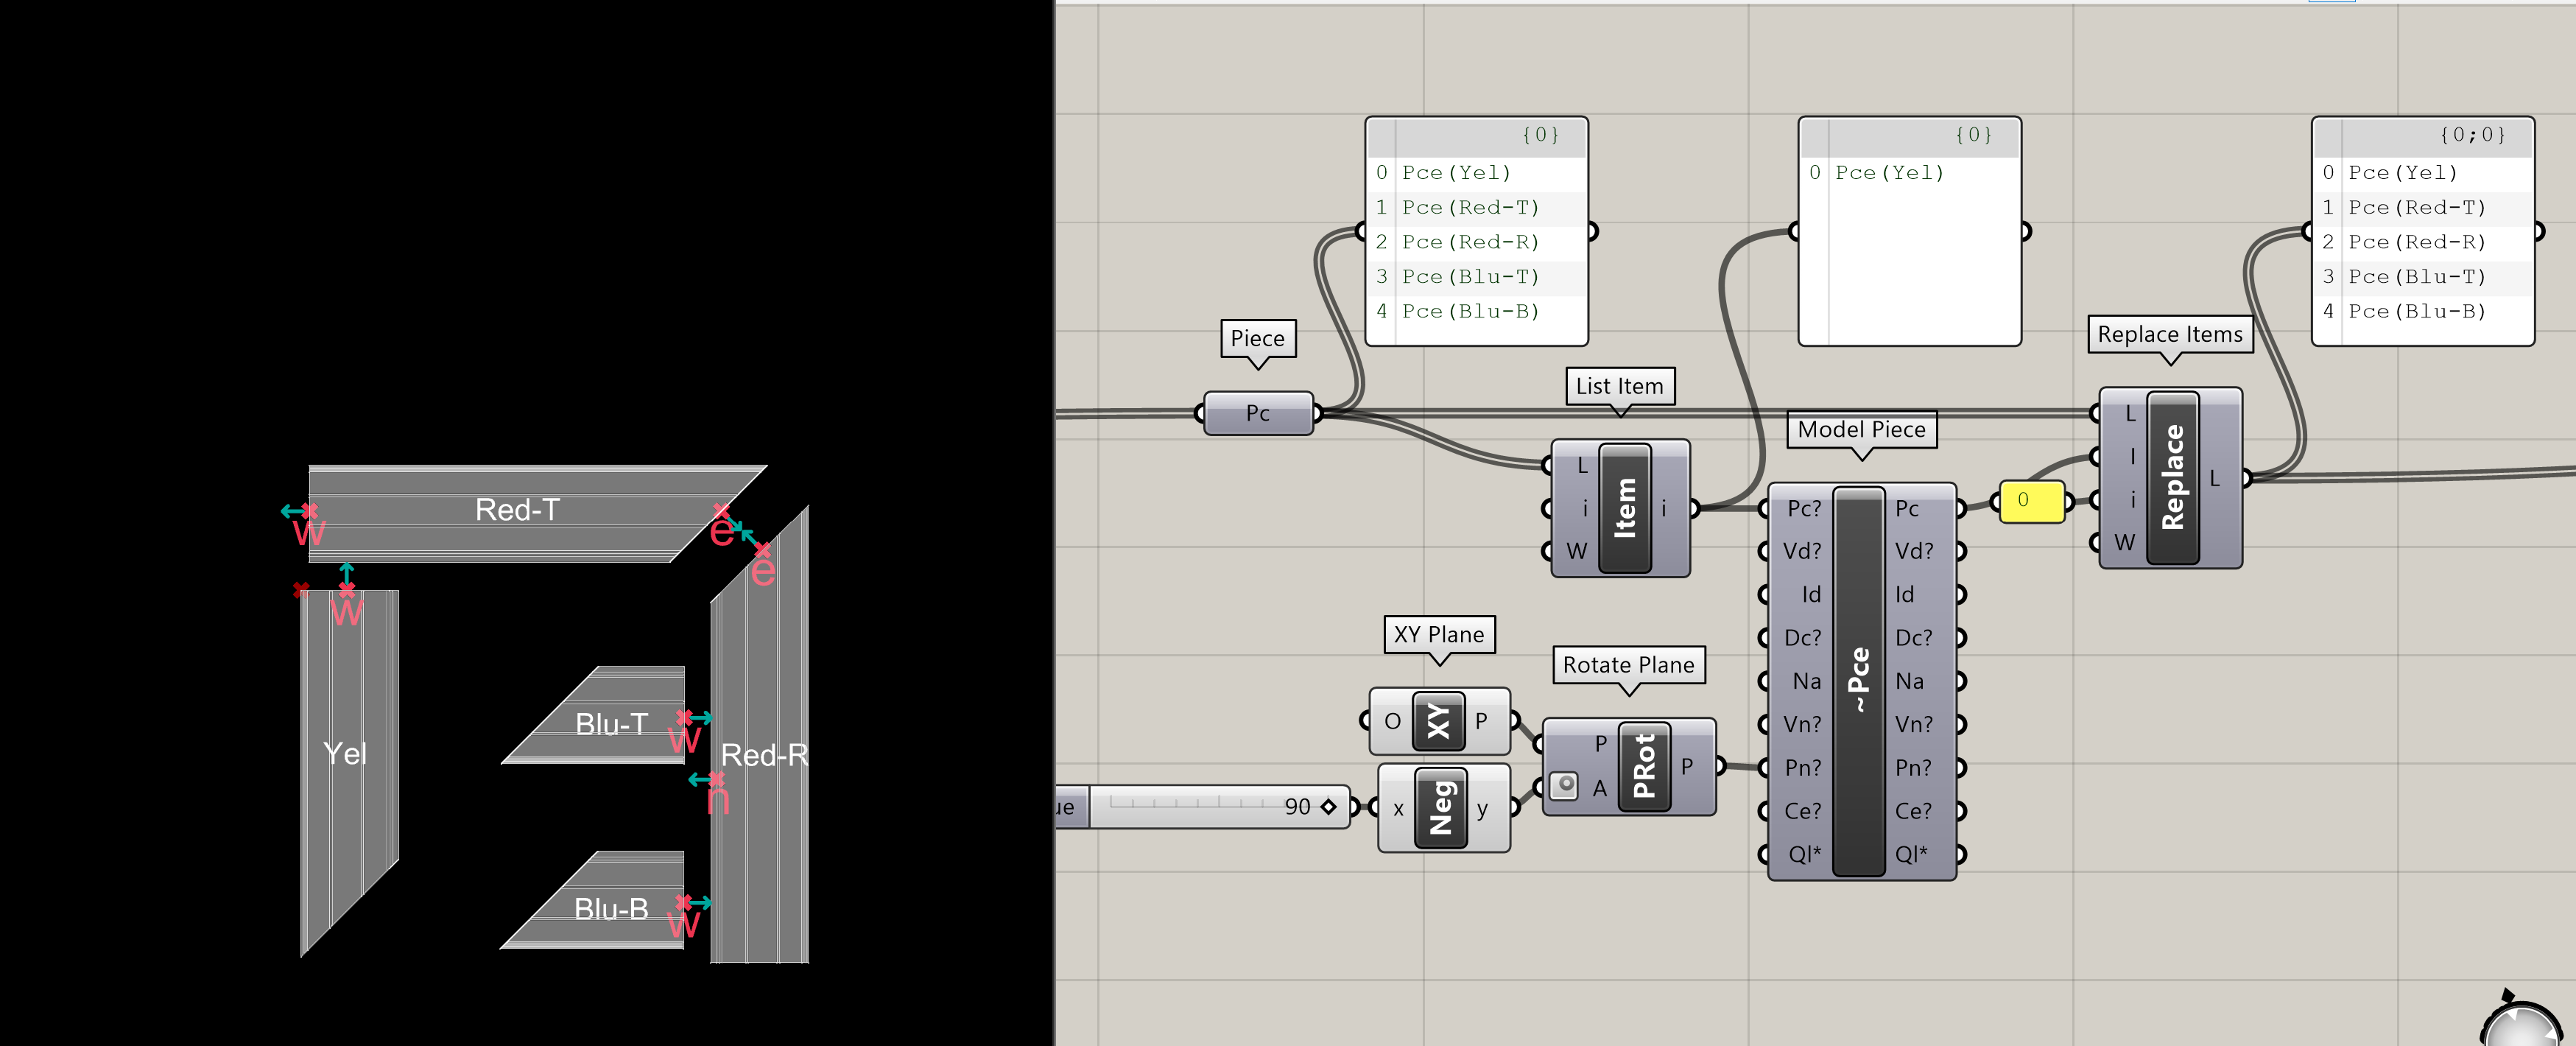 Red-T
w
e
e
w
Yel
Blu-T
w
Red-R
n
Blu-B
w
{0}
0 Pce(Yel)
1 Pce(Red-T)
2 Pce(Red-R)
3 Pce(Blu-T)
4 Pce(Blu-B)
{0}
0 Pce(Yel)
{0;0}
0 Pce(Yel)
1 Pce(Red-T)
2 Pce(Red-R)
3 Pce(Blu-T)
4 Pce(Blu-B)
Piece
Pc
List Item
L
i
W
Item
i
Model Piece
Pc? Pc
Vd? Vd?
Id Id
Dc? Dc?
Na Na
Vn? Vn?
Pn? Pn?
Ce? Ce?
Ql* Ql*
~Pce
0
Replace Items
L
I
i
W
Replace
L
XY Plane
O XY P
Rotate Plane
P
A
PRot
P
ue
90
x Neg y